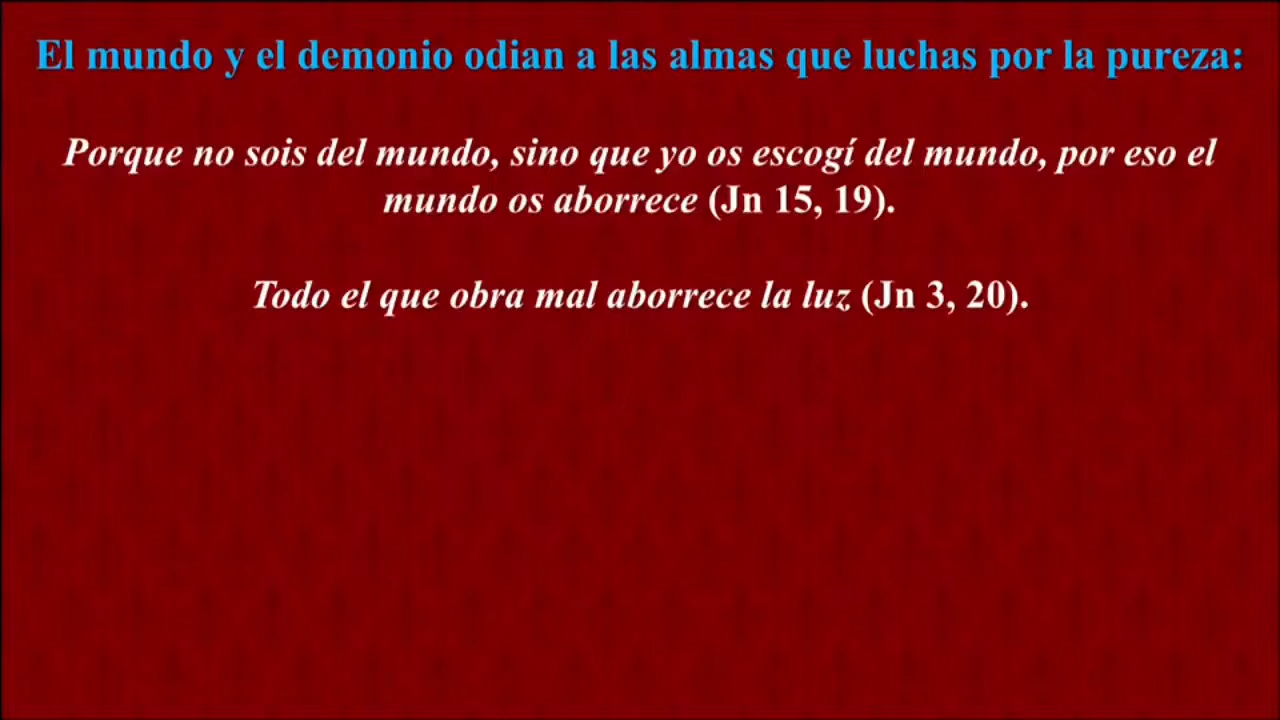 El mundo y el demonio odian a las almas que luchas por la pureza:
Porque no sois del mundo, sino que yo os escogí del mundo, por eso el
mundo os aborrece (Jn 15, 19).
Todo el que obra mal aborrece la luz (Jn 3, 20).